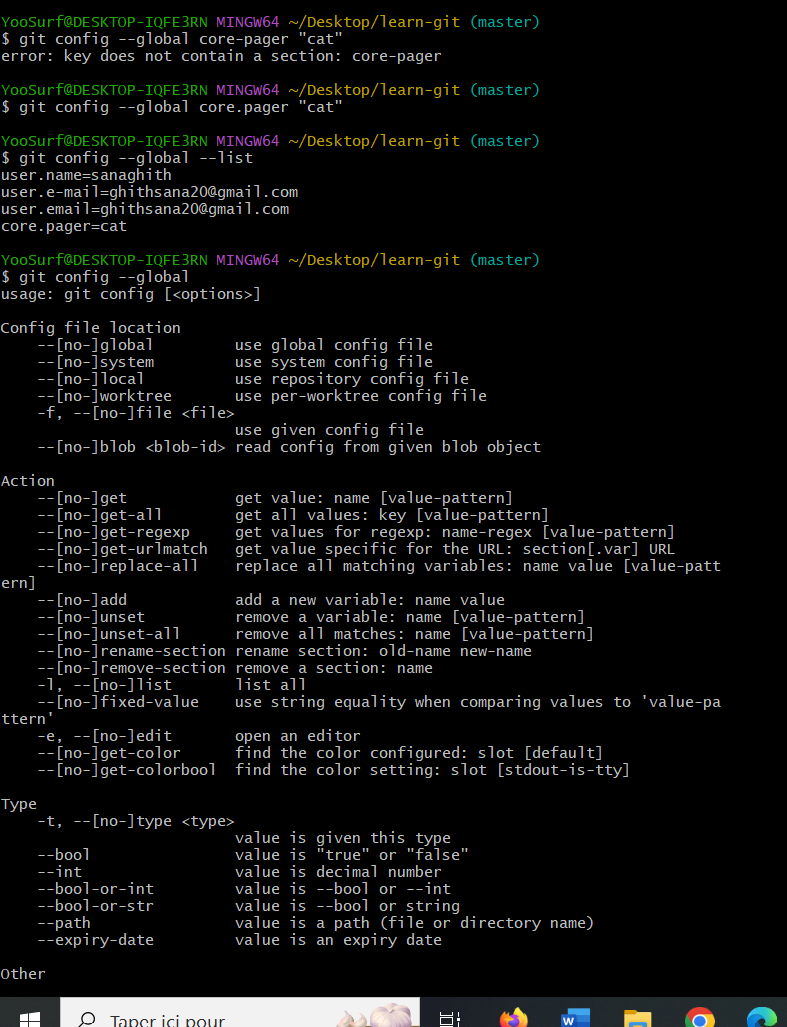 YooSurf@DESKTOP-IQFE3RN MINGW64 ~/Desktop/learn-git (master)
$ git config --global core-pager "cat"
error: key does not contain a section: core-pager

YooSurf@DESKTOP-IQFE3RN MINGW64 ~/Desktop/learn-git (master)
$ git config --global core.pager "cat"

YooSurf@DESKTOP-IQFE3RN MINGW64 ~/Desktop/learn-git (master)
$ git config --global --list
user.name=sanaghith
user.e-mail=ghithsana20@gmail.com
user.email=ghithsana20@gmail.com
core.pager=cat

YooSurf@DESKTOP-IQFE3RN MINGW64 ~/Desktop/learn-git (master)
$ git config --global
usage: git config [<options>]

Config file location
    --[no-]global         use global config file
    --[no-]system         use system config file
    --[no-]local          use repository config file
    --[no-]worktree       use per-worktree config file
    -f, --[no-]file <file>
                          use given config file
    --[no-]blob <blob-id> read config from given blob object

Action
    --[no-]get            get value: name [value-pattern]
    --[no-]get-all        get all values: key [value-pattern]
    --[no-]get-regexp     get values for regexp: name-regex [value-pattern]
    --[no-]get-urlmatch   get value specific for the URL: section[.var] URL
    --[no-]replace-all    replace all matching variables: name value [value-patt
ern]
    --[no-]add            add a new variable: name value
    --[no-]unset          remove a variable: name [value-pattern]
    --[no-]unset-all      remove all matches: name [value-pattern]
    --[no-]rename-section rename section: old-name new-name
    --[no-]remove-section remove a section: name
    -l, --[no-]list       list all
    --[no-]fixed-value    use string equality when comparing values to 'value-pa
ttern'
    -e, --[no-]edit       open an editor
    --[no-]get-color      find the color configured: slot [default]
    --[no-]get-colorbool  find the color setting: slot [stdout-is-tty]

Type
    -t, --[no-]type <type>
                          value is given this type
    --bool                value is "true" or "false"
    --int                 value is decimal number
    --bool-or-int         value is --bool or --int
    --bool-or-str         value is --bool or string
    --path                value is a path (file or directory name)
    --expiry-date         value is an expiry date

Other
Taper ici pour
W